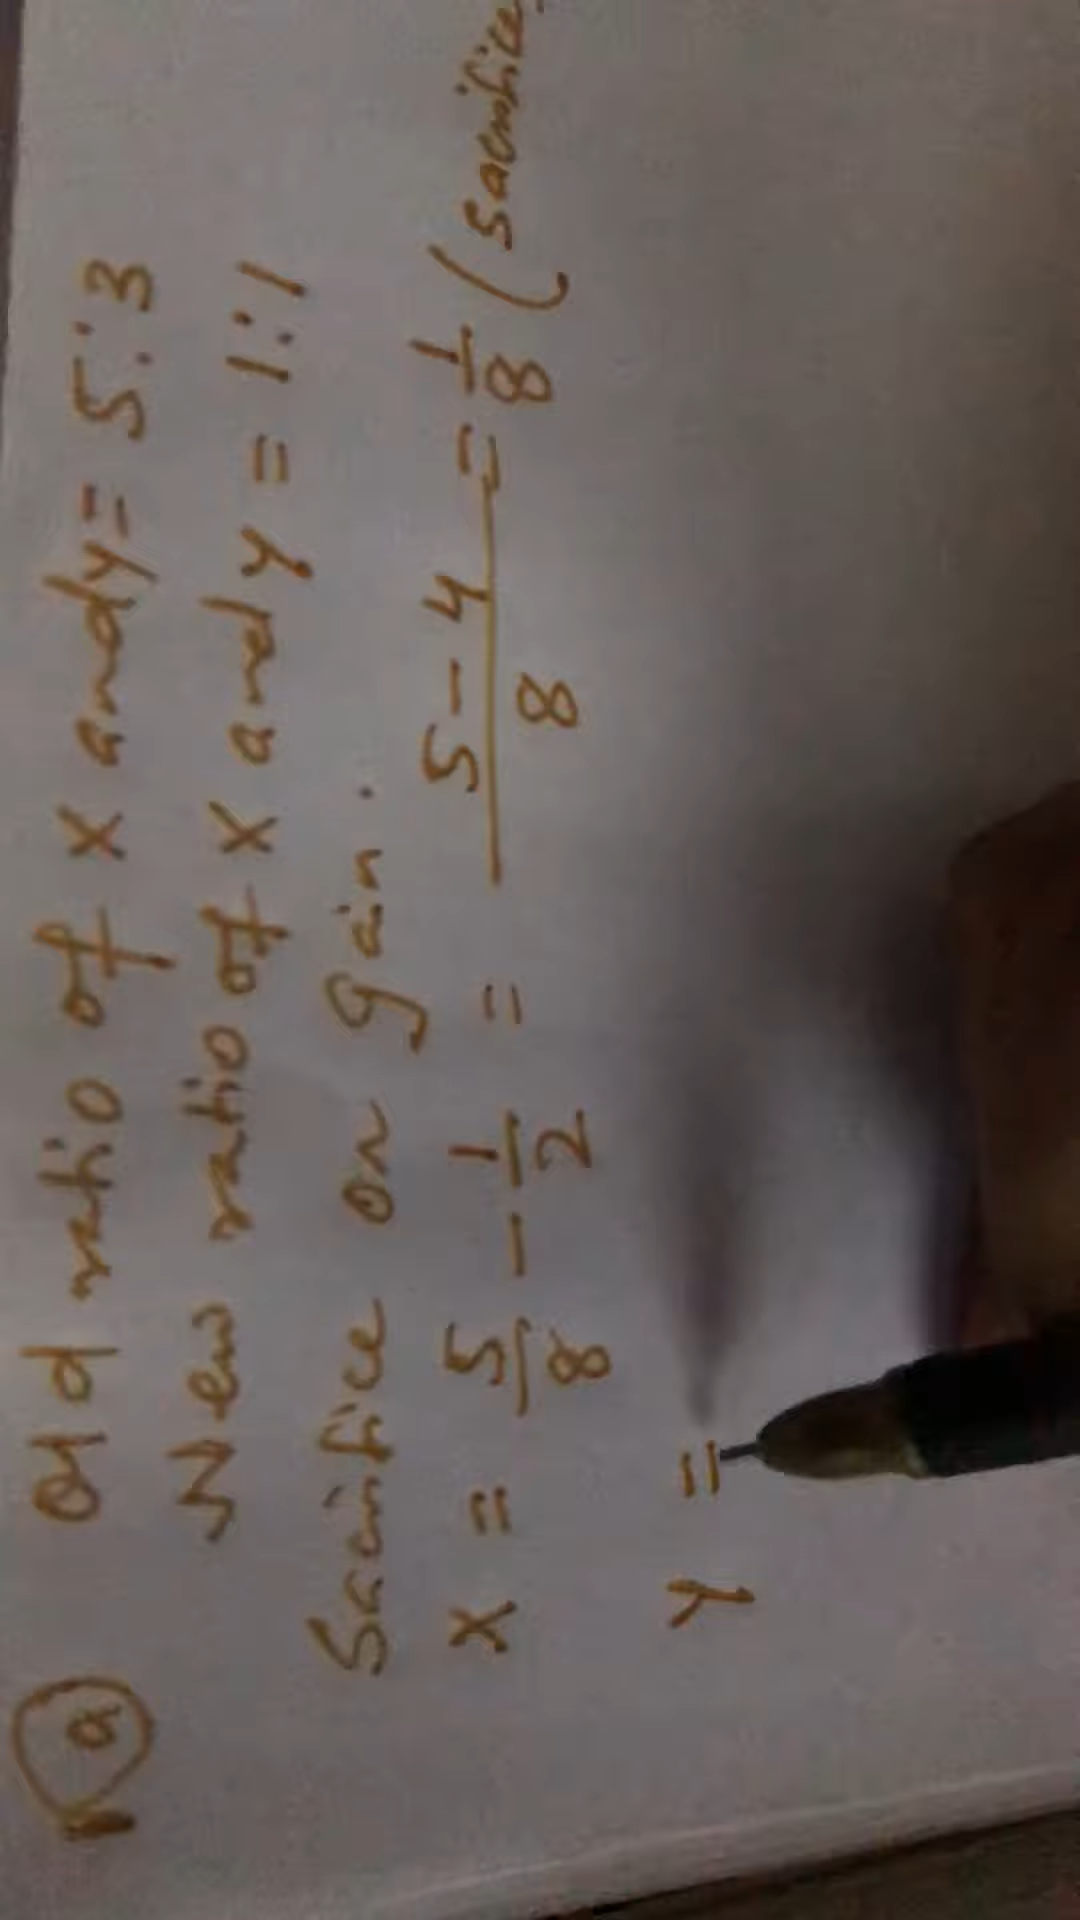 (a) Old ratio of X and Y = 5:3
New ratio of X and Y = 1:1
Sacrifice or gain.
X = 5/8 - 1/2 = 5-4/8 = 1/8 (Sacrifice
Y =